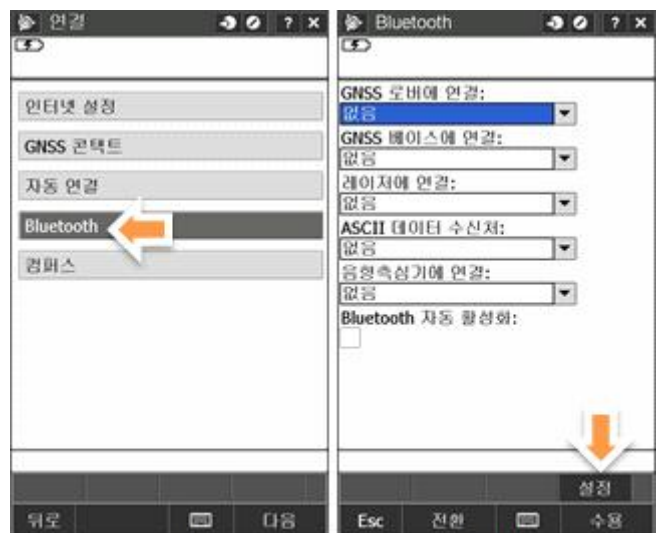 연결
? ×
인터넷 설정
GNSS 콘택트
자동 연결
Bluetooth
컴퍼스
뒤로
다음
Bluetooth
? ×
GNSS 로버에 연결:
없음
GNSS 베이스에 연결:
없음
레이저에 연결:
없음
ASCII 데이터 수신처:
없음
음향측심기에 연결:
없음
Bluetooth 자동 활성화:
설정
Esc 전환 수용